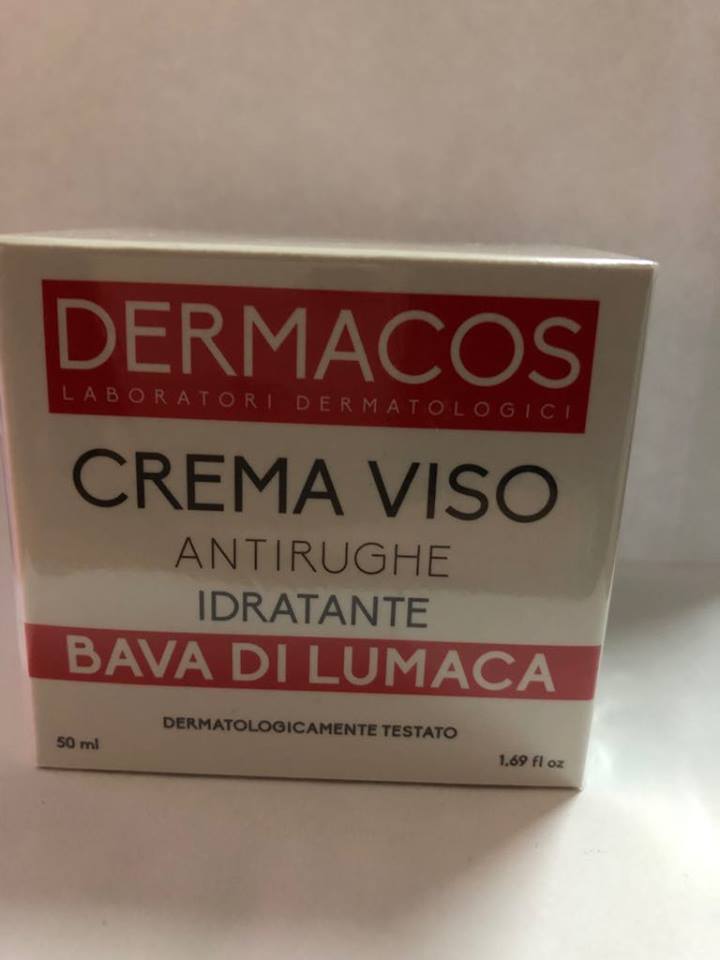 DERMACOS
LABORATORI DERMATOLOGICI
CREMA VISO
ANTIRUGHE
IDRATANTE
BAVA DI LUMACA
DERMATOLOGICAMENTE TESTATO
50 ml
1.69 fl oz